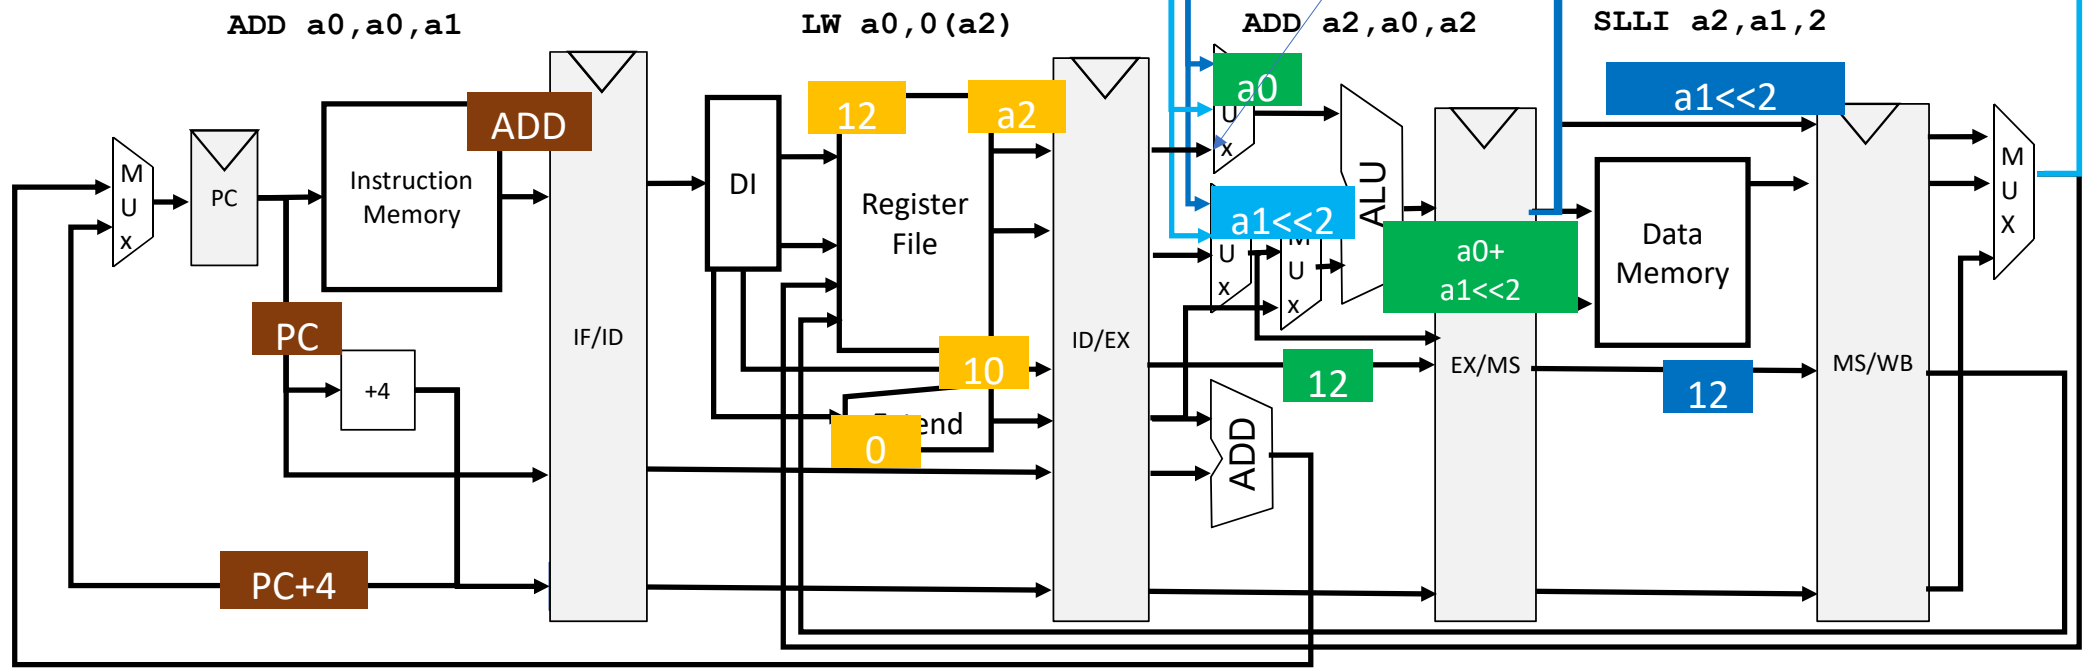 ADD a0,a0,a1
LW a0,0(a2)
ADD a2,a0,a2
SLLI a2,a1,2
ADD
12
a2
a0
a1<<2
M
U
x
PC
Instruction
Memory
DI
Register
File
U
x
ALU
a1<<2
M
U
x
U
x
a0+
a1<<2
Data
Memory
M
U
X
PC
+4
IF/ID
10
0
ID/EX
12
EX/MS
12
MS/WB
ADD
PC+4